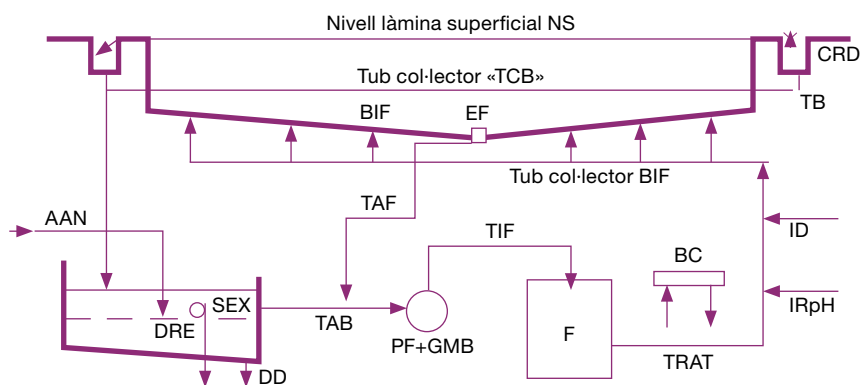 Nivell làmina superficial NS
CRD
Tub col·lector «TCB»
TB
BIF
EF
Tub col·lector BIF
TAF
AAN
TIF
ID
BC
SEX
DRE
TAB
IRpH
F
PF+GMB
TRAT
DD